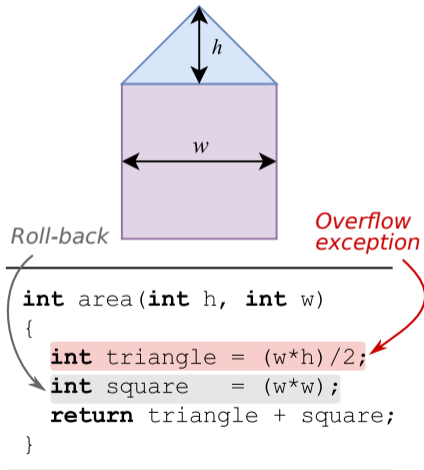 h
w
Roll-back
Overflow
exception
int area(int h, int w)
{
int triangle = (w*h)/2;
int square   = (w*w);
return triangle + square;
}